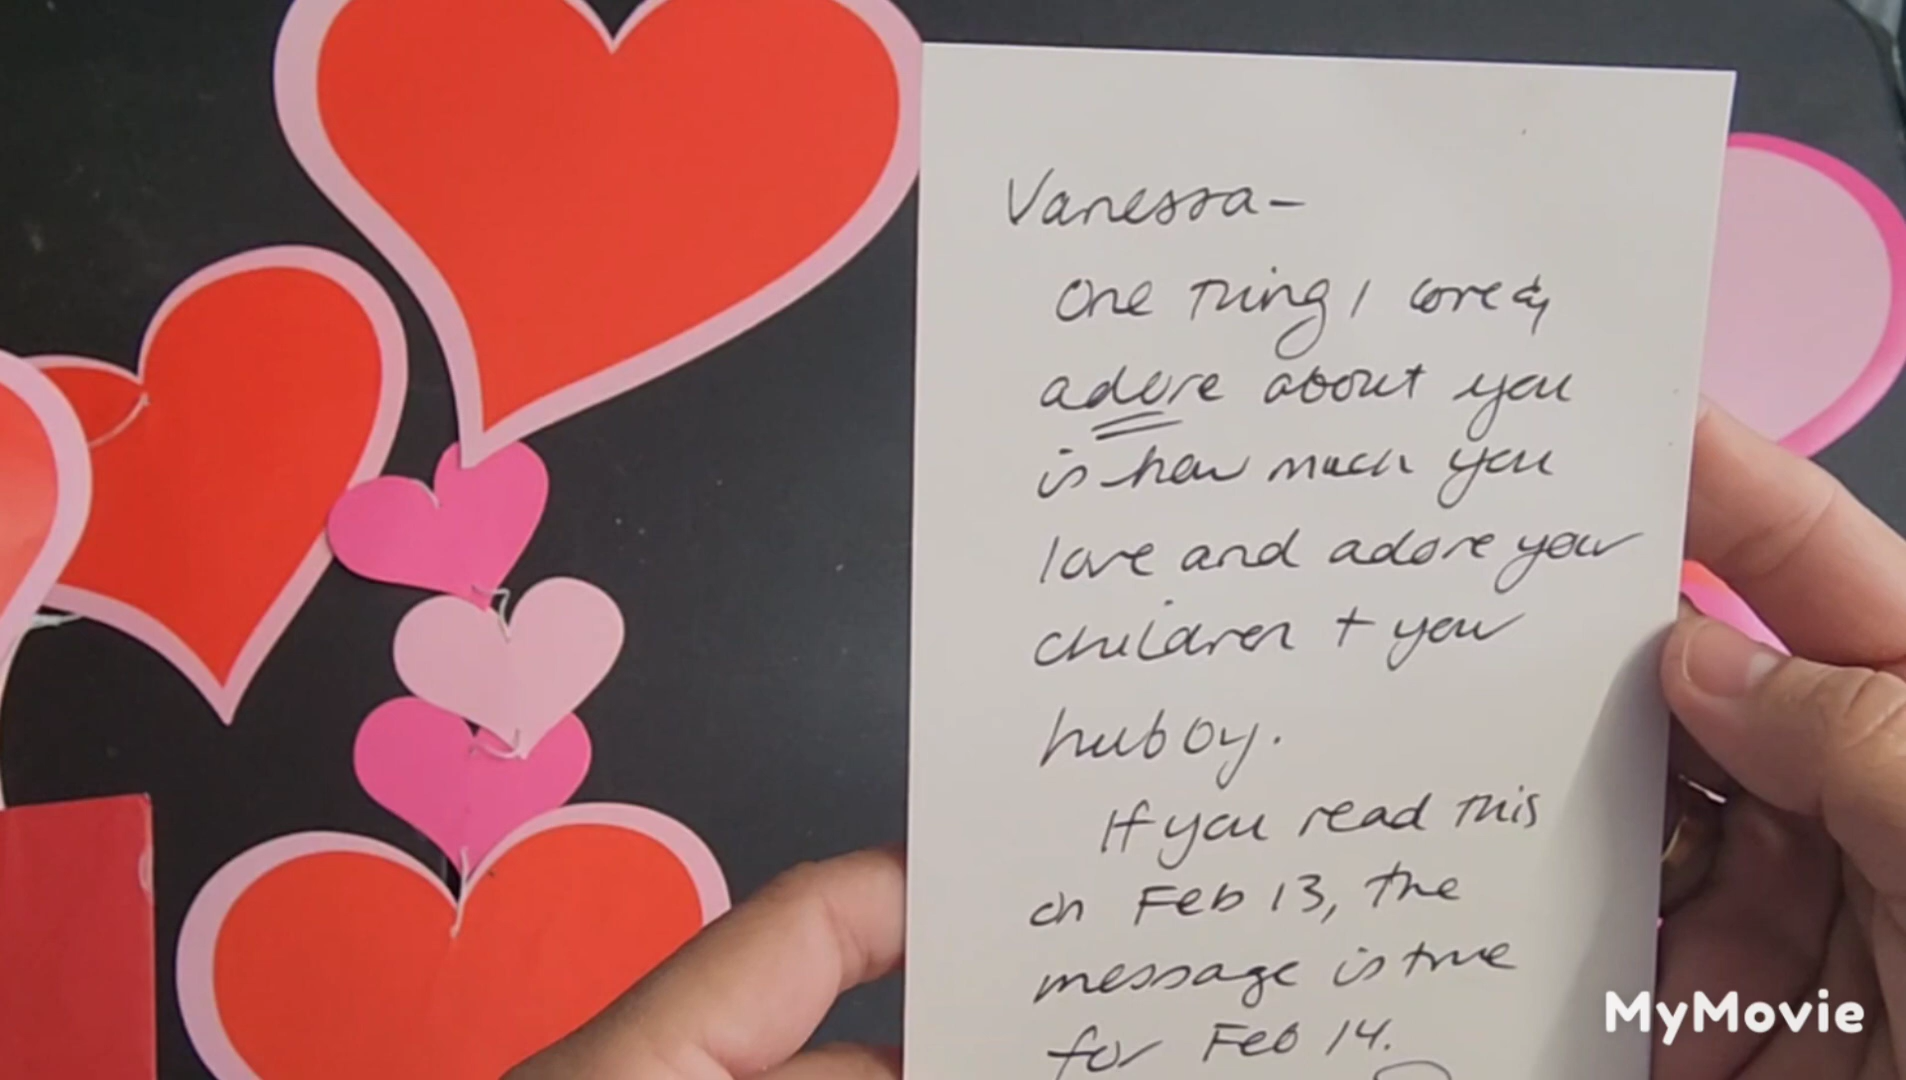 Vanessa-
One thing I love &
adore about you
is how much you
love and adore your
children + your
hubby.
If you read this
on Feb 13, the
message is true
for Feb 14.
MyMovie